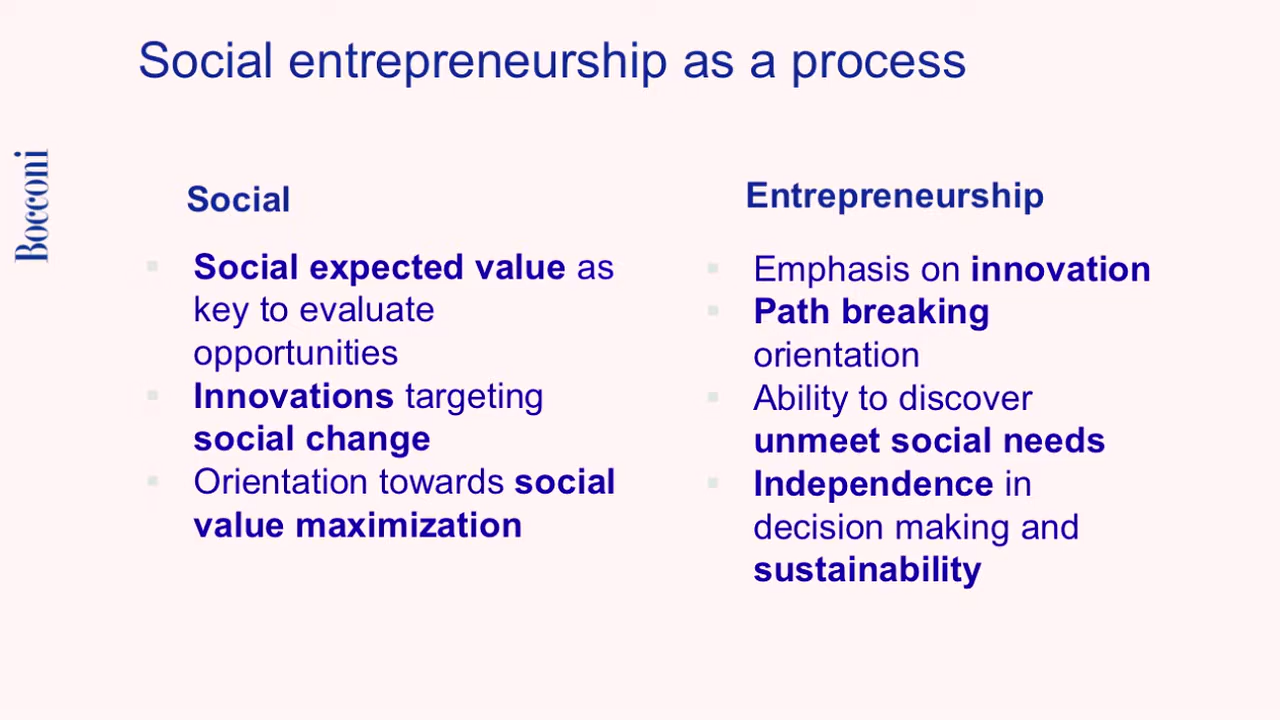 Social entrepreneurship as a process
Bocconi
Social
Social expected value as
key to evaluate
opportunities
Innovations targeting
social change
Orientation towards social
value maximization
Entrepreneurship
Emphasis on innovation
Path breaking
orientation
Ability to discover
unmeet social needs
Independence in
decision making and
sustainability